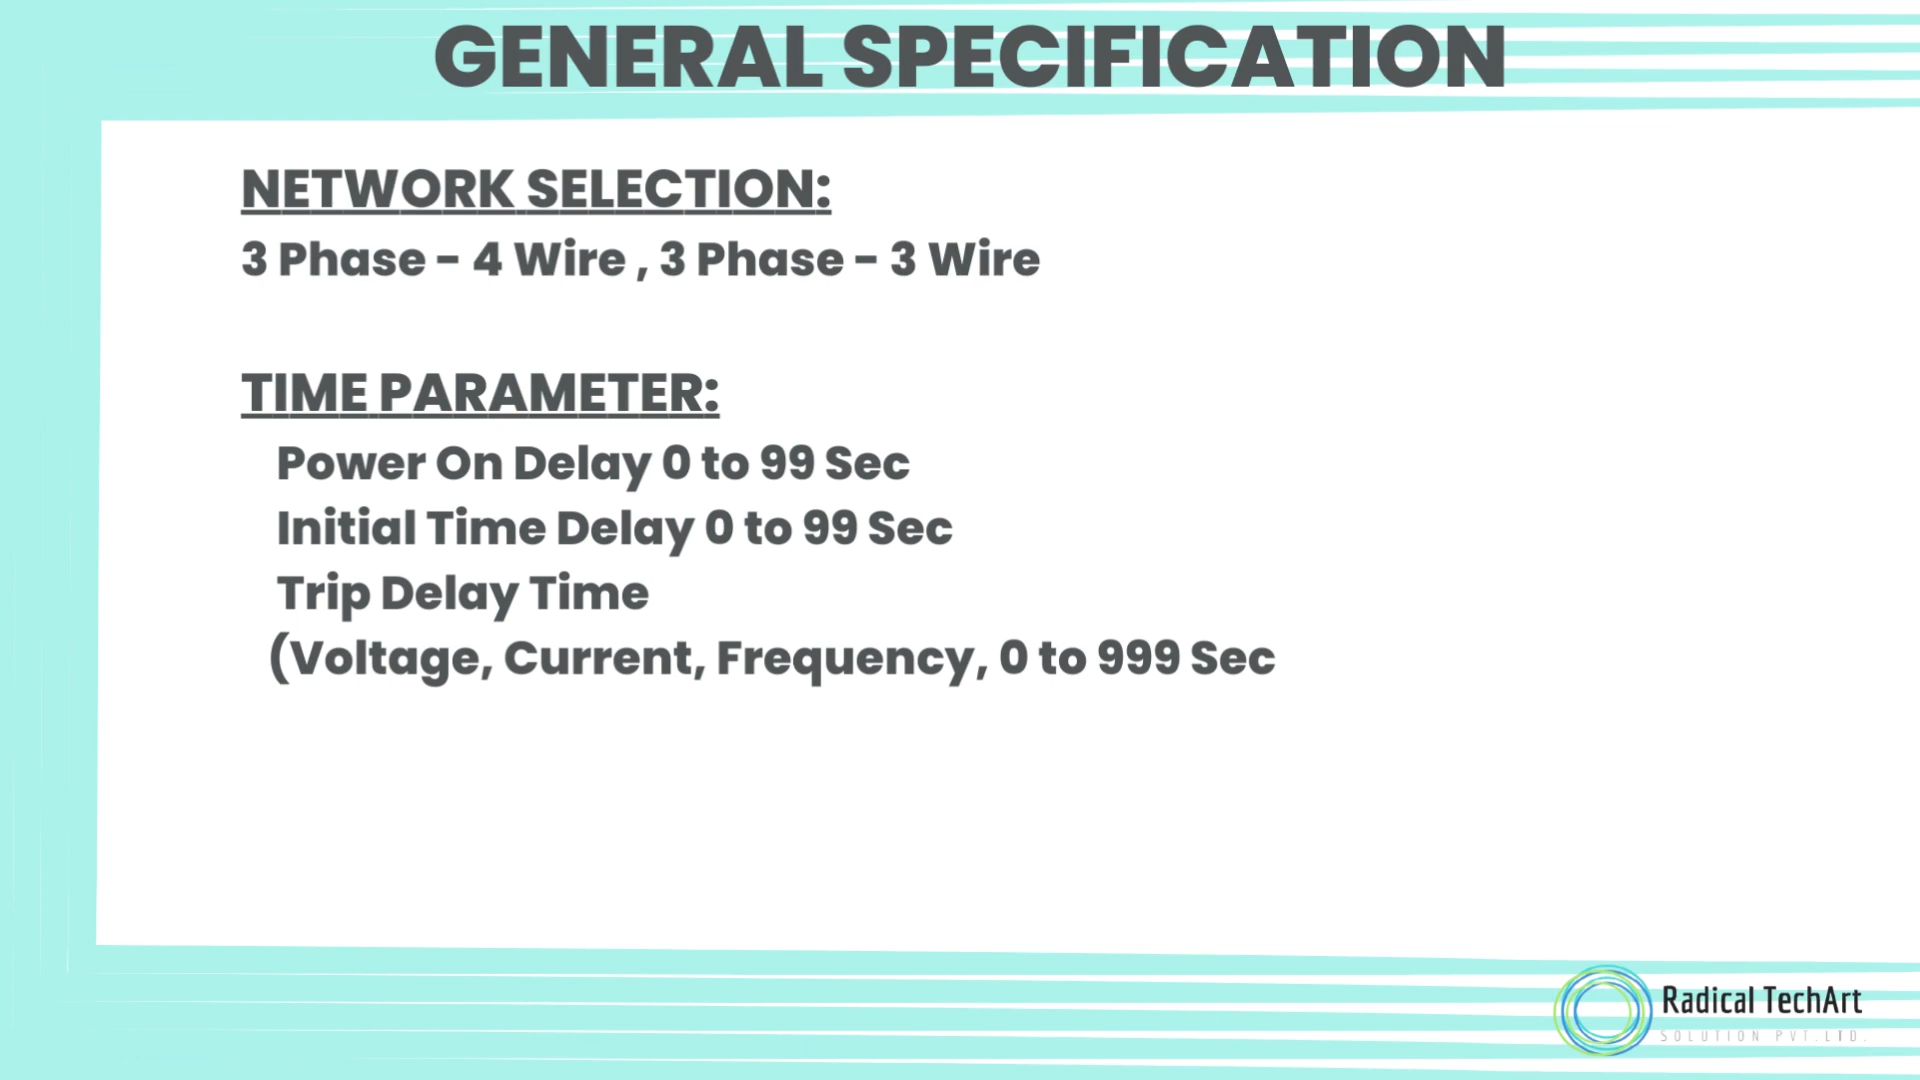 GENERAL SPECIFICATION
NETWORK SELECTION:
3 Phase - 4 Wire , 3 Phase - 3 Wire
TIME PARAMETER:
Power On Delay 0 to 99 Sec
Initial Time Delay 0 to 99 Sec
Trip Delay Time
(Voltage, Current, Frequency, 0 to 999 Sec
Radical TechArt
SOLUTION PVT.LTD.